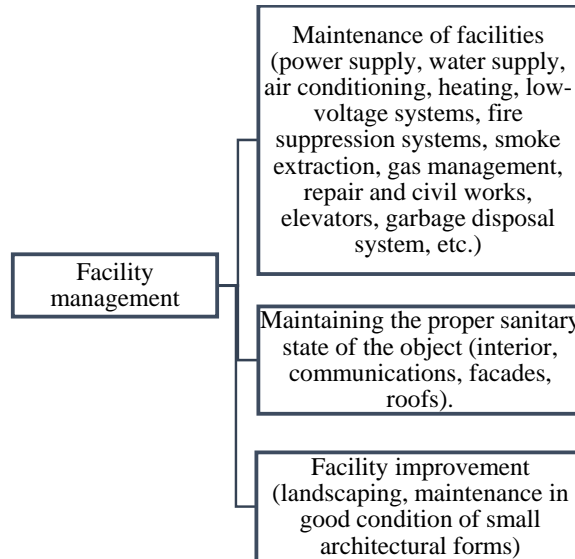 Maintenance of facilities
(power supply, water supply,
air conditioning, heating, low-
voltage systems, fire
suppression systems, smoke
extraction, gas management,
repair and civil works,
elevators, garbage disposal
system, etc.)
Facility
management
Maintaining the proper sanitary
state of the object (interior,
communications, facades,
roofs).
Facility improvement
(landscaping, maintenance in
good condition of small
architectural forms)